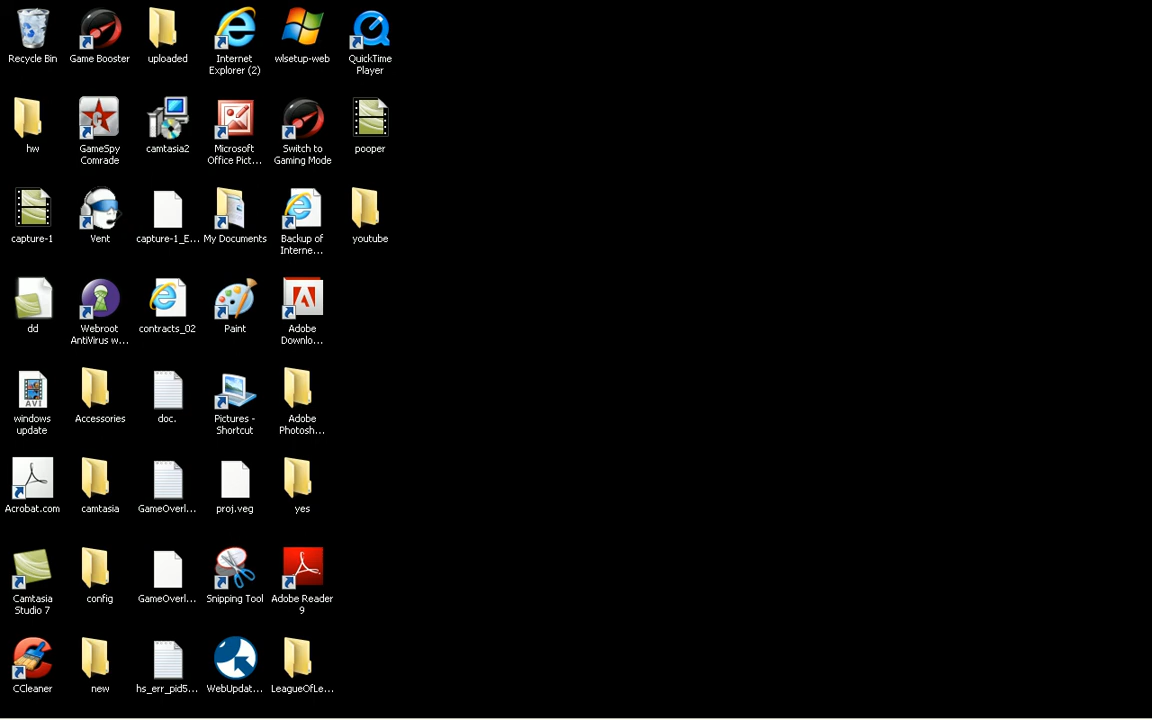 Recycle Bin
Game Booster
uploaded
Internet
Explorer (2)
wlsetup-web
QuickTime
Player
hw
GameSpy
Comrade
camtasia2
Microsoft
Office Pict...
Switch to
Gaming Mode
pooper
capture-1
Vent
capture-1_E...
My Documents
Backup of
Interne...
youtube
dd
Webroot
AntiVirus w...
contracts_02
Paint
Adobe
Downlo...
AVI
windows
update
Accessories
doc.
Pictures -
Shortcut
Adobe
Photosh...
Acrobat.com
camtasia
GameOverl...
proj.veg
yes
Camtasia
Studio 7
config
GameOverl...
Snipping Tool
Adobe Reader
9
CCleaner
new
hs_err_pid5...
WebUpdat...
LeagueOfLe...